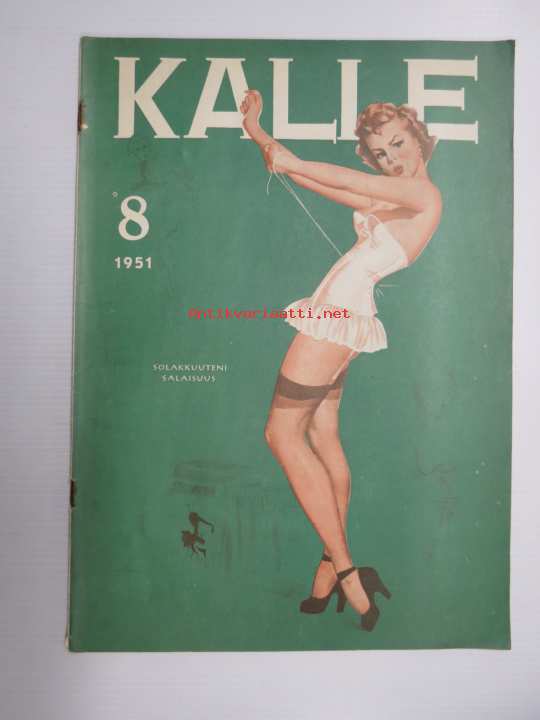 KALLE
8
1951
Antikvariaatti.net
SOLAKKUUTENI
SALAISUUS